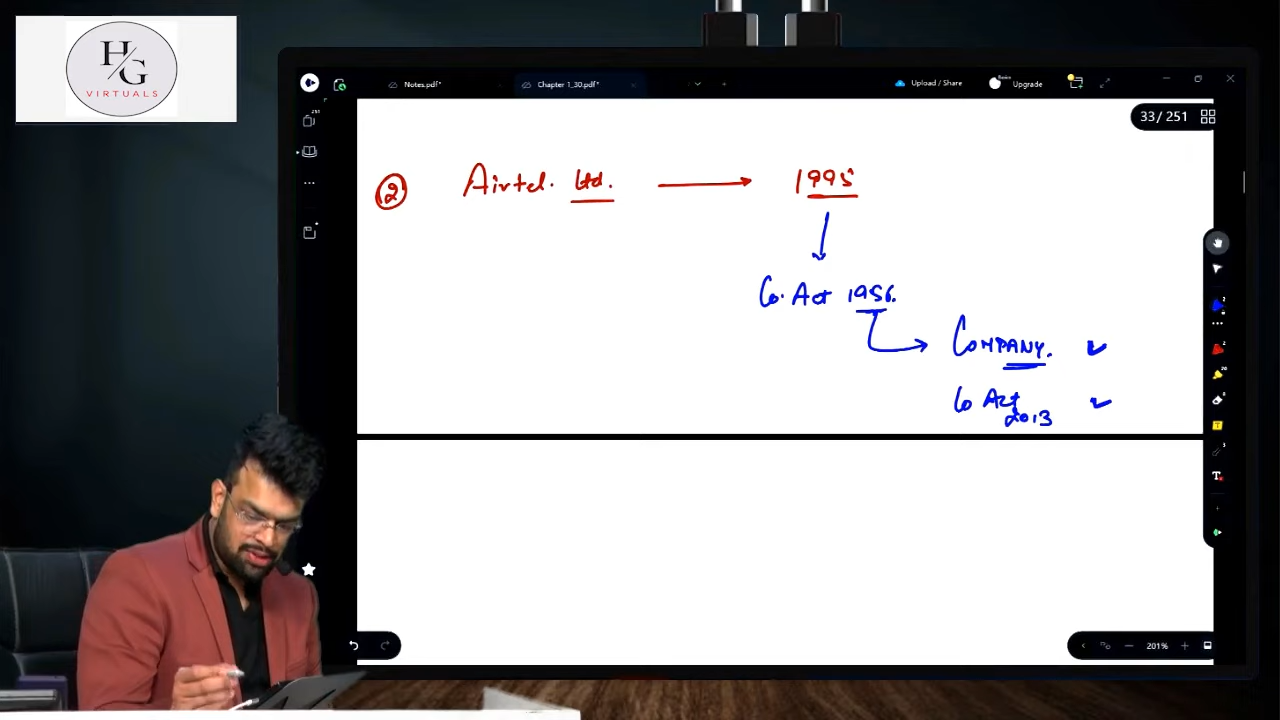 H/G
VIRTUALS
Notes.pdf*
Chapter 1_30.pdf*
Upload / Share
Basic
Upgrade
33/ 251
② Airtel. Ltd. → 1995
Co. Act 1956.
COMPANY. ✓
Co Act ✓
2013
201%